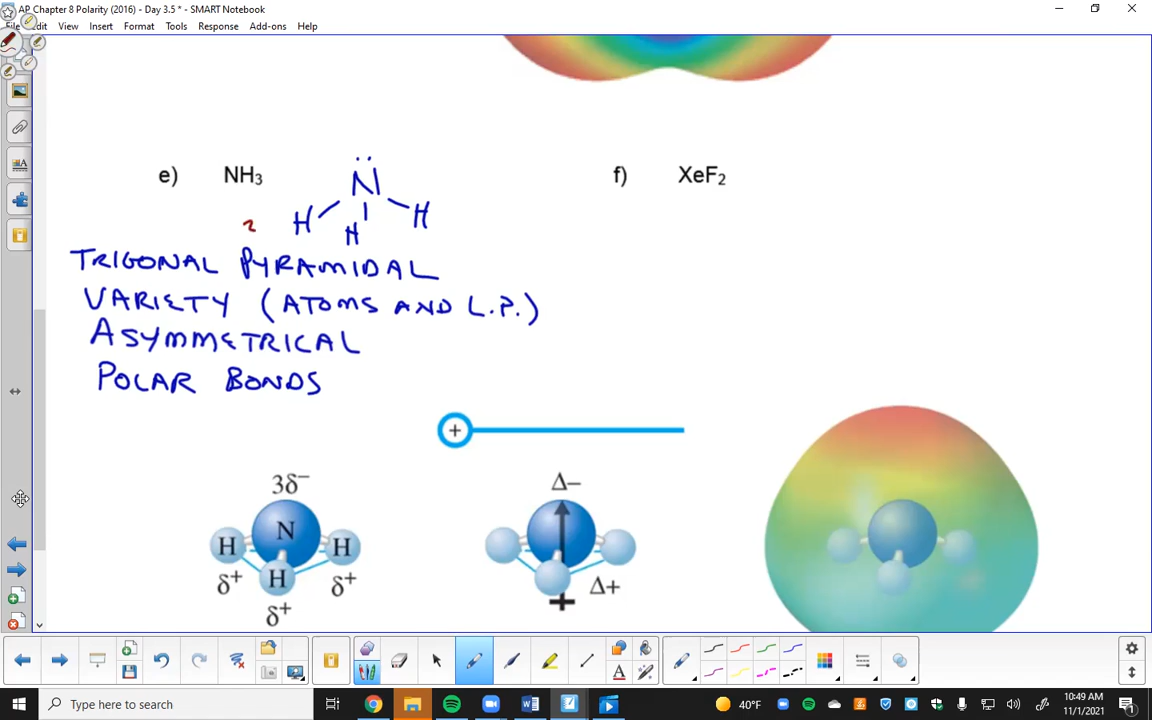 AP Chapter 8 Polarity (2016) - Day 3.5 * - SMART Notebook
File Edit View Insert Format Tools Response Add-ons Help
e) NH₃ N f) XeF₂
H H H
TRIGONAL PYRAMIDAL
VARIETY (ATOMS AND L.P.)
ASYMMETRICAL
POLAR BONDS
+
3δ⁻ Δ−
N
H H
H
δ⁺ δ⁺ Δ+
δ⁺
A
Type here to search
40°F
10:49 AM
11/1/2021
1